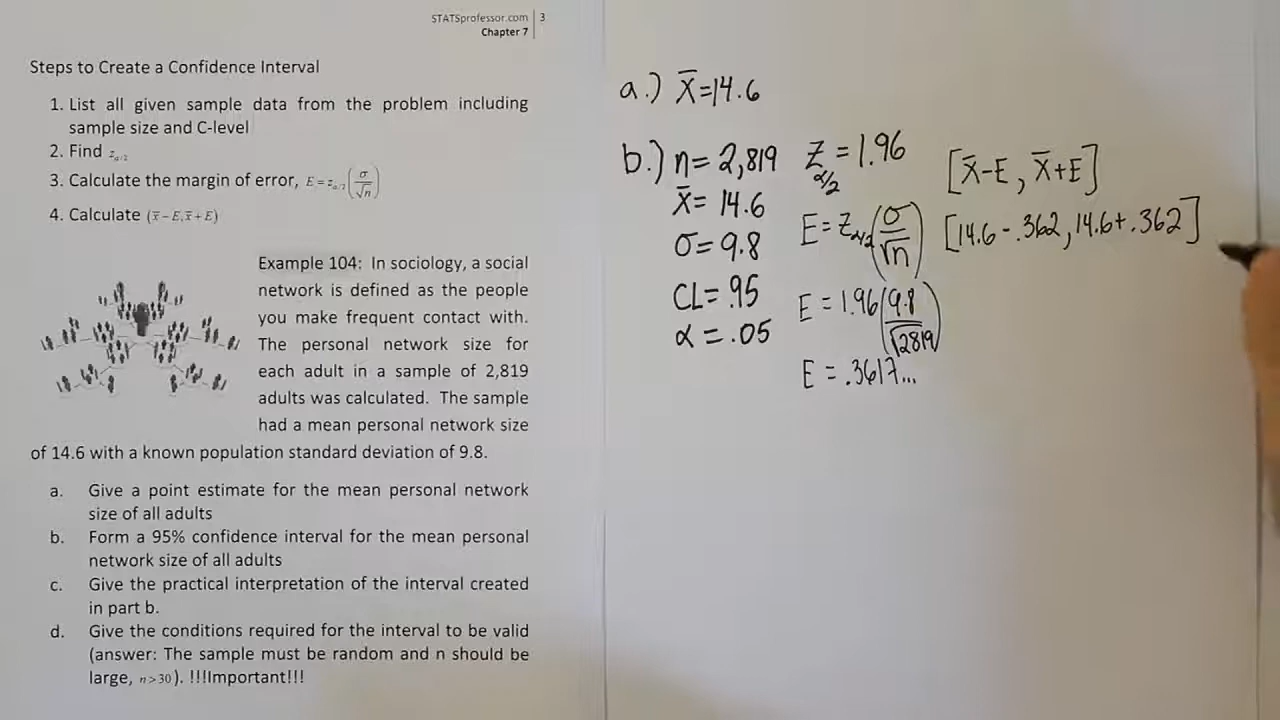 STATSprofessor.com 3
Chapter 7
Steps to Create a Confidence Interval
1. List all given sample data from the problem including
sample size and C-level
2. Find z_{α/2}
3. Calculate the margin of error, E = z_{α/2}(σ/√n)
4. Calculate (x̄ − E, x̄ + E)
Example 104: In sociology, a social
network is defined as the people
you make frequent contact with.
The personal network size for
each adult in a sample of 2,819
adults was calculated. The sample
had a mean personal network size
of 14.6 with a known population standard deviation of 9.8.
a. Give a point estimate for the mean personal network
size of all adults
b. Form a 95% confidence interval for the mean personal
network size of all adults
c. Give the practical interpretation of the interval created
in part b.
d. Give the conditions required for the interval to be valid
(answer: The sample must be random and n should be
large, n > 30). !!!Important!!!
a.) x̄=14.6
b.) n= 2,819
x̄= 14.6
σ= 9.8
CL= .95
α = .05
Z_{α/2} = 1.96
E= Z_{α/2}(σ/√n)
E = 1.96(9.8/√2819)
E = .3617...
[x̄-E, x̄+E]
[14.6-.362, 14.6+.362]